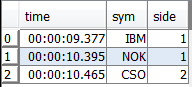 time sym side
0 00:00:09.377 IBM 1
1 00:00:10.395 NOK 1
2 00:00:10.465 CSO 2